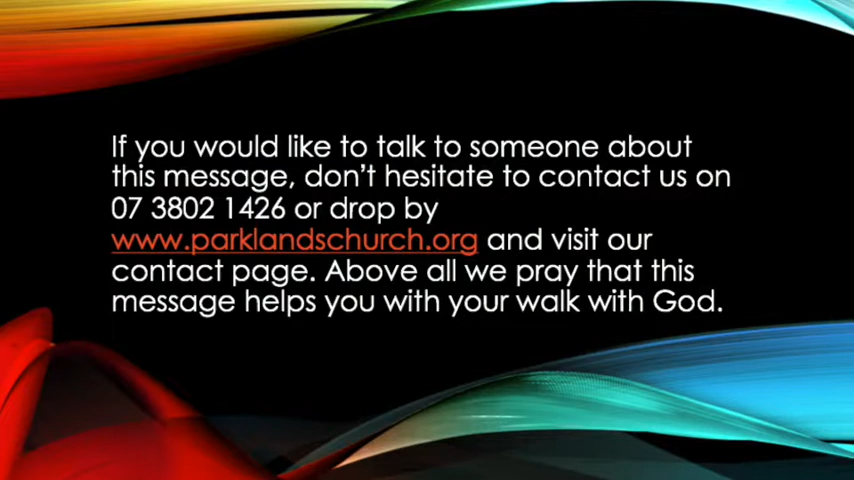 If you would like to talk to someone about
this message, don't hesitate to contact us on
07 3802 1426 or drop by
www.parklandschurch.org and visit our
contact page. Above all we pray that this
message helps you with your walk with God.